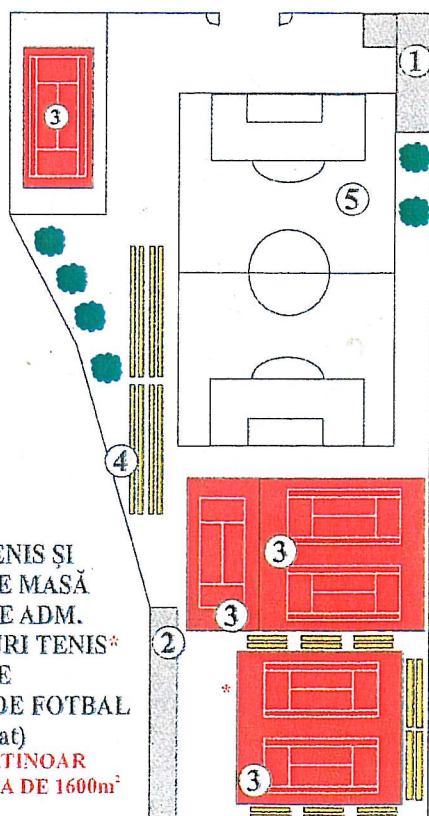 1
3
5
4
3
ENIS ȘI
E MASĂ
3
E ADM.
2
URI TENIS*
E
DE FOTBAL
*
at)
TINOAR
3
A DE 1600m²